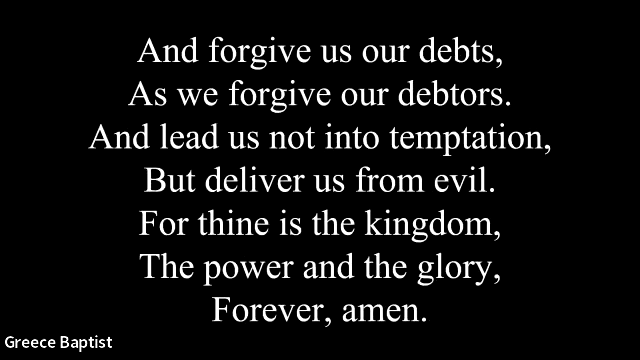 And forgive us our debts,
As we forgive our debtors.
And lead us not into temptation,
But deliver us from evil.
For thine is the kingdom,
The power and the glory,
Forever, amen.
Greece Baptist